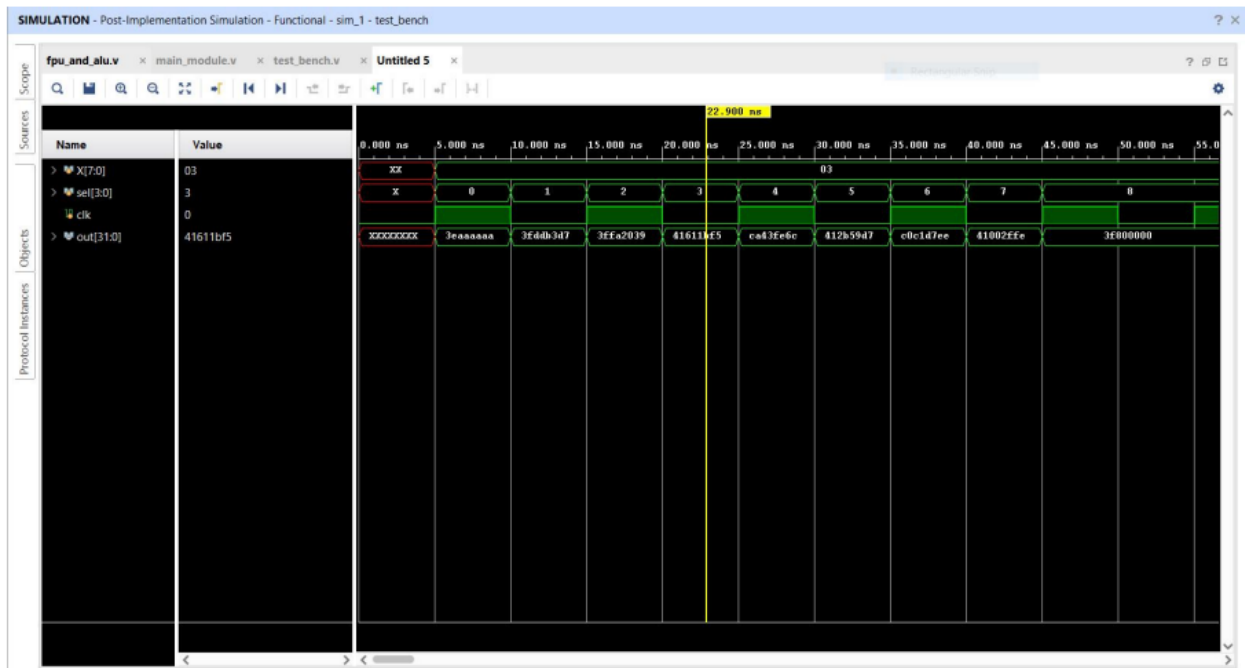 SIMULATION - Post-Implementation Simulation - Functional - sim_1 - test_bench ? ×
fpu_and_alu.v × main_module.v × test_bench.v × Untitled 5 × ?
Scope
Sources
Objects
Protocol Instances
22.900 ns
Name Value 0.000 ns 5.000 ns 10.000 ns 15.000 ns 20.000 ns 25.000 ns 30.000 ns 35.000 ns 40.000 ns 45.000 ns 50.000 ns 55.0
X[7:0] 03 XX 03
sel[3:0] 3 X 0 1 2 3 4 5 6 7 8
clk 0
out[31:0] 41611bf5 XXXXXXXX 3eaaaaaa 3fddb3d7 3ffa2039 41611bf5 ca43fe6c 412b59d7 c0c1d7ee 41002ffe 3f800000